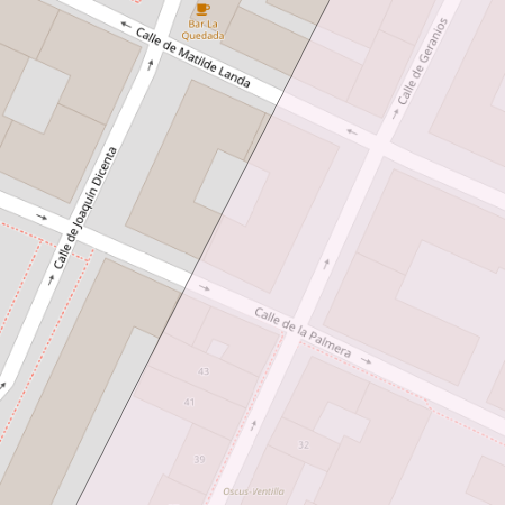 Bar La
Quedada
Calle de Matilde Landa
Calle de Geranios
Calle de Joaquín Dicenta
Calle de la Palmera
43
41
32
39
Oscus-Ventilla